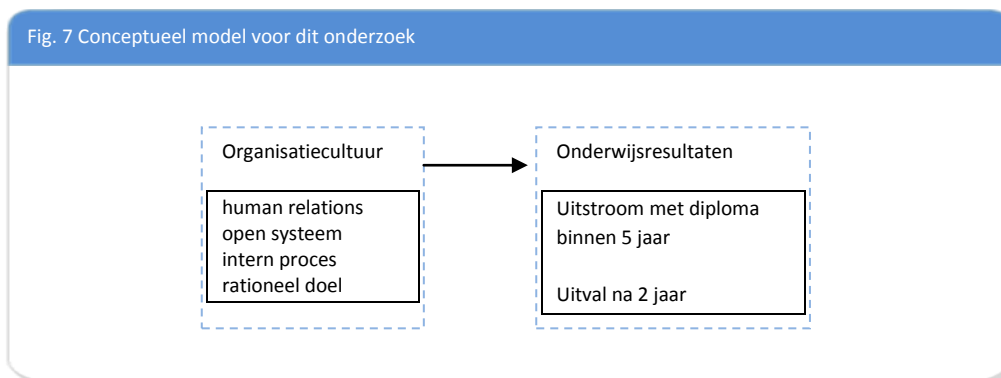 Fig. 7 Conceptueel model voor dit onderzoek
Organisatiecultuur
human relations
open systeem
intern proces
rationeel doel
Onderwijsresultaten
Uitstroom met diploma
binnen 5 jaar
Uitval na 2 jaar